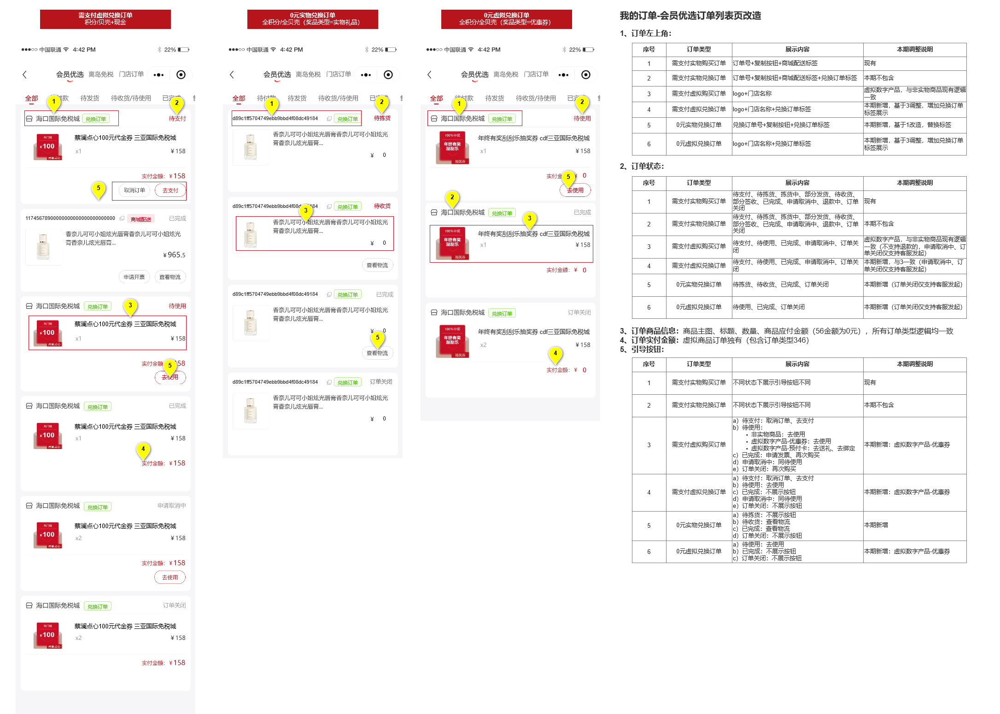 需支付虚拟兑换订单
积分/贝壳+现金
中国联通 4:42 PM 22%
会员优选 离岛免税 门店订单
全部 待付款 待发货 待收货/待使用 已完成
1
2
海口国际免税城 兑换订单 待支付
无门槛
¥100
蔡澜点心
蔡澜点心100元代金券 三亚国际免税城
x1 ¥158
实付金额：¥158
5
取消订单 去支付
117456789000000000000000000000 商城配送 已完成
香奈儿可可小姐炫光唇膏香奈儿可可小姐炫光
膏香奈儿炫光唇膏...
¥965.5
申请开票 查看物流
海口国际免税城 兑换订单 3 待使用
无门槛
¥100
蔡澜点心
蔡澜点心100元代金券 三亚国际免税城
x1 ¥158
实付金额 158
5
去使用
海口国际免税城 兑换订单 已完成
无门槛
¥100
蔡澜点心
蔡澜点心100元代金券 三亚国际免税城
x1 ¥158
4
实付金额：¥158
海口国际免税城 兑换订单 申请取消中
无门槛
¥100
蔡澜点心
蔡澜点心100元代金券 三亚国际免税城
x2 ¥158
实付金额：¥158
去使用
海口国际免税城 兑换订单 订单关闭
无门槛
¥100
蔡澜点心
蔡澜点心100元代金券 三亚国际免税城
x2 ¥158
实付金额：¥158
0元实物兑换订单
全积分/全贝壳（奖品类型=实物礼品）
中国联通 4:42 PM 22%
会员优选 离岛免税 门店订单
全部 待付款 待发货 待收货/待使用 已完成
1
2
d89c1ff5704749ebb9bbd4f08dc49184 兑换订单 待拣货
香奈儿可可小姐炫光唇膏香奈儿可可小姐炫光
膏香奈儿炫光唇膏...
¥ 0
d89c1ff5704749ebb9bbd4f08dc49184 兑换订单 待收货
3
香奈儿可可小姐炫光唇膏香奈儿可可小姐炫光
膏香奈儿炫光唇膏...
¥ 0
查看物流
d89c1ff5704749ebb9bbd4f08dc49184 兑换订单 已完成
香奈儿可可小姐炫光唇膏香奈儿可可小姐炫光
膏香奈儿炫光唇膏...
¥ 0
5
查看物流
d89c1ff5704749ebb9bbd4f08dc49184 兑换订单 订单关闭
香奈儿可可小姐炫光唇膏香奈儿可可小姐炫光
膏香奈儿炫光唇膏...
¥ 0
0元虚拟兑换订单
全积分/全贝壳（奖品类型=优惠券）
中国联通 4:42 PM 22%
会员优选 离岛免税 门店订单
全部 待付款 待发货 待收货/待使用 已完成
1
2
海口国际免税城 兑换订单 待使用
100%中奖
年终有奖
刮刮乐
抽奖券
年终有奖刮刮乐抽奖券 cdf三亚国际免税城
x1 ¥158
实付金 ¥ 0
5
去使用
2
海口国际免税城 兑换订单 已完成
3
100%中奖
年终有奖
刮刮乐
抽奖券
年终有奖刮刮乐抽奖券 cdf三亚国际免税城
x1 ¥158
实付金额：¥ 0
海口国际免税城 兑换订单 订单关闭
100%中奖
年终有奖
刮刮乐
抽奖券
年终有奖刮刮乐抽奖券 cdf三亚国际免税城
x2 ¥158
4
实付金额：¥ 0
我的订单-会员优选订单列表页改造
1、订单左上角：
序号 订单类型 展示内容 本期调整说明
1 需支付实物购买订单 订单号+复制按钮+商城配送标签 现有
2 需支付实物兑换订单 订单号+复制按钮+商城配送标签+兑换订单标签 本期不包含
3 需支付虚拟购买订单 logo+门店名称 虚拟数字产品，与非实物商品现有逻辑
一致
4 需支付虚拟兑换订单 logo+门店名称+兑换订单标签 本期新增，基于3调整，增加兑换订单
标签展示
5 0元实物兑换订单 兑换订单号+复制按钮+兑换订单标签 本期新增，基于1改造，替换标签
6 0元虚拟兑换订单 logo+门店名称+兑换订单标签 本期新增，基于3调整，增加兑换订单
标签展示
2、订单状态：
序号 订单类型 展示内容 本期调整说明
1 需支付实物购买订单 待支付、待拣货、拣货中、部分发货、待收货、
部分签收、已完成、申请取消中、退款中、订单
关闭 现有
2 需支付实物兑换订单 待支付、待拣货、拣货中、部分发货、待收货、
部分签收、已完成、申请取消中、退款中、订单
关闭 本期不包含
3 需支付虚拟购买订单 待支付、待使用、已完成、申请取消中、订单关
闭 虚拟数字产品，与非实物商品现有逻辑
一致（不支持退款的，申请取消中、订
单关闭仅支持客服发起）
4 需支付虚拟兑换订单 待支付、待使用、已完成、申请取消中、订单关
闭 本期新增，与3一致（申请取消中、订
单关闭仅支持客服发起）
5 0元实物兑换订单 待拣货、待收货、已完成、订单关闭 本期新增（订单关闭仅支持客服发起）
6 0元虚拟兑换订单 待使用、已完成、订单关闭 本期新增（订单关闭仅支持客服发起）
3、订单商品信息：商品主图、标题、数量、商品应付金额（56金额为0元），所有订单类型逻辑均一致
4、订单实付金额：虚拟商品订单独有（包含订单类型346）
5、引导按钮：
序号 订单类型 展示内容 本期调整说明
1 需支付实物购买订单 不同状态下展示引导按钮不同 现有
2 需支付实物兑换订单 不同状态下展示引导按钮不同 本期不包含
3 需支付虚拟购买订单 a）待支付：取消订单、去支付
b）待使用：
• 非实物商品：去使用
• 虚拟数字产品-优惠券：去使用
• 虚拟数字产品-预付卡：去送礼、去绑定
c）已完成：申请发票、再次购买
d）申请取消中：同待使用
e）订单关闭：再次购买
本期新增：虚拟数字产品-优惠券
4 需支付虚拟兑换订单 a）待支付：取消订单、去支付
b）待使用：去使用
c）已完成：不展示按钮
d）申请取消中：同待使用
e）订单关闭：不展示按钮
本期新增：虚拟数字产品-优惠券
5 0元实物兑换订单 a）待拣货：不展示按钮
b）待收货：查看物流
c）已完成：查看物流
d）订单关闭：不展示按钮
本期新增
6 0元虚拟兑换订单 a）待使用：去使用
b）已完成：不展示按钮
c）订单关闭：不展示按钮
本期新增：虚拟数字产品-优惠券